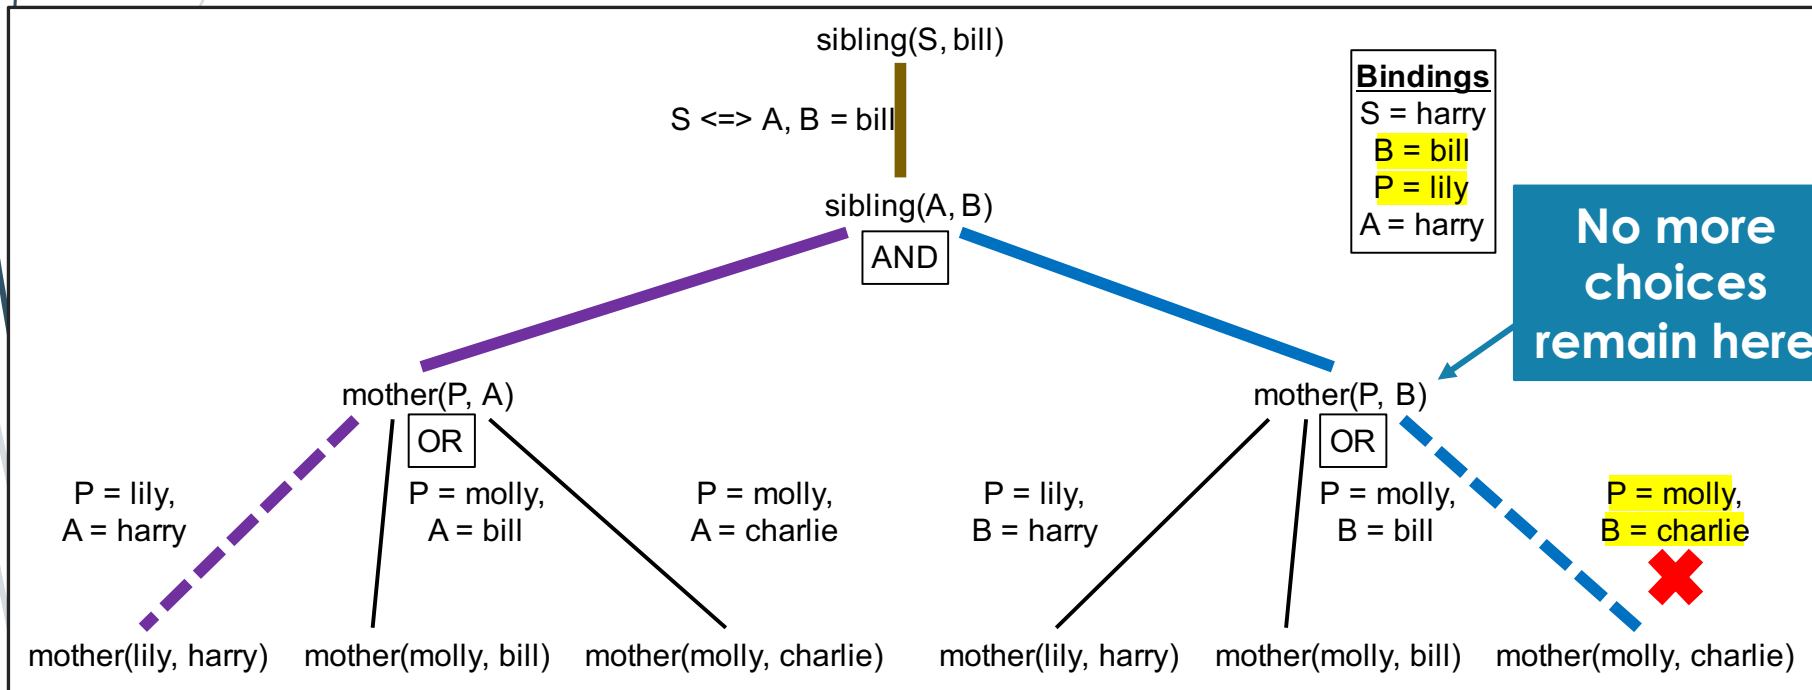 sibling(S, bill)
S <=> A, B = bill
Bindings
S = harry
B = bill
P = lily
A = harry
sibling(A, B)
AND
No more
choices
remain here
mother(P, A)
OR
mother(P, B)
OR
P = lily,
A = harry
P = molly,
A = bill
P = molly,
A = charlie
P = lily,
B = harry
P = molly,
B = bill
P = molly,
B = charlie
mother(lily, harry)
mother(molly, bill)
mother(molly, charlie)
mother(lily, harry)
mother(molly, bill)
mother(molly, charlie)